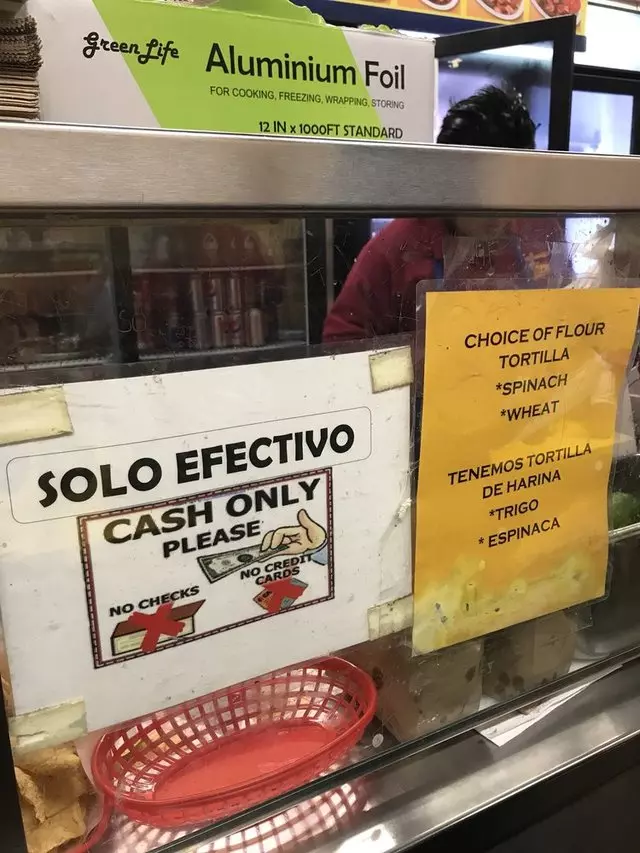 Green Life
Aluminium Foil
FOR COOKING, FREEZING, WRAPPING, STORING
12 IN x 1000FT STANDARD
SOLO EFECTIVO
CASH ONLY
PLEASE
NO CREDIT
CARDS
NO CHECKS
CHOICE OF FLOUR
TORTILLA
*SPINACH
*WHEAT
TENEMOS TORTILLA
DE HARINA
*TRIGO
* ESPINACA